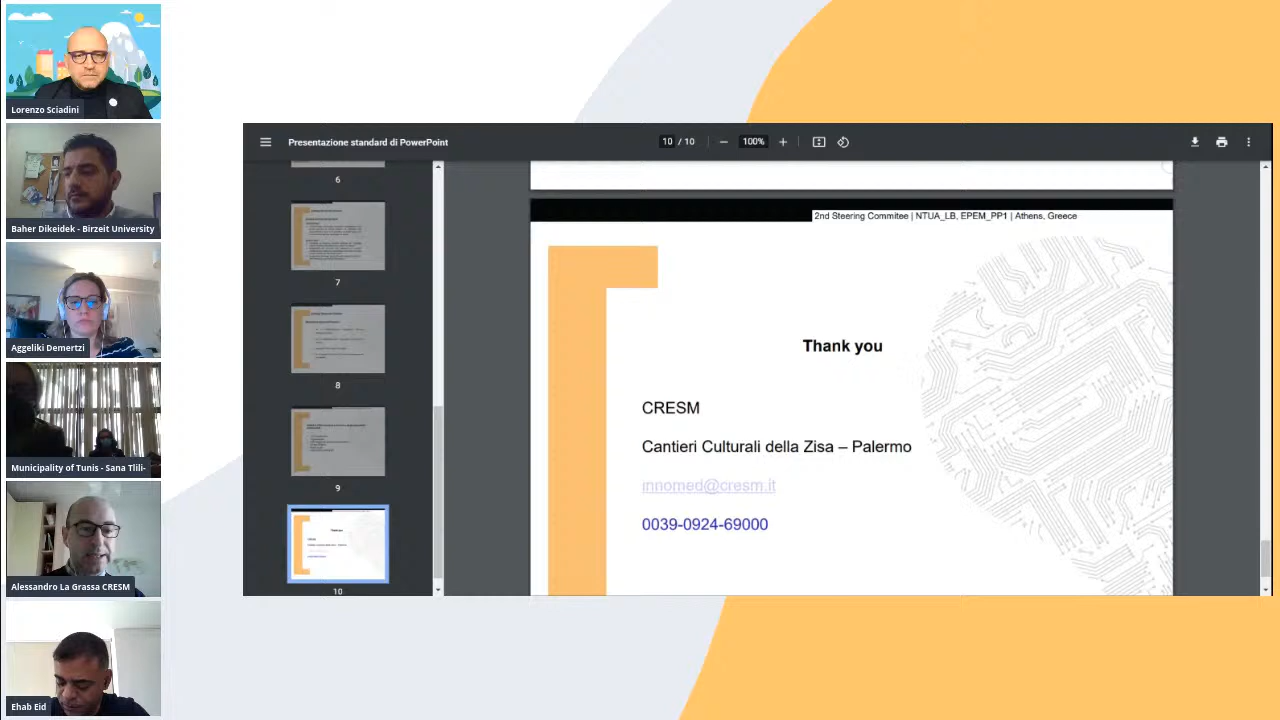 Lorenzo Sciadini
Baher Dikeidek - Birzeit University
Aggeliki Demertzi
Municipality of Tunis - Sana Tlili-
Alessandro La Grassa CRESM
Ehab Eid
Presentazione standard di PowerPoint
10 / 10
100%
6
7
8
9
Thank you
10
2nd Steering Commitee | NTUA_LB, EPEM_PP1 | Athens, Greece
Thank you
CRESM
Cantieri Culturali della Zisa – Palermo
innomed@cresm.it
0039-0924-69000